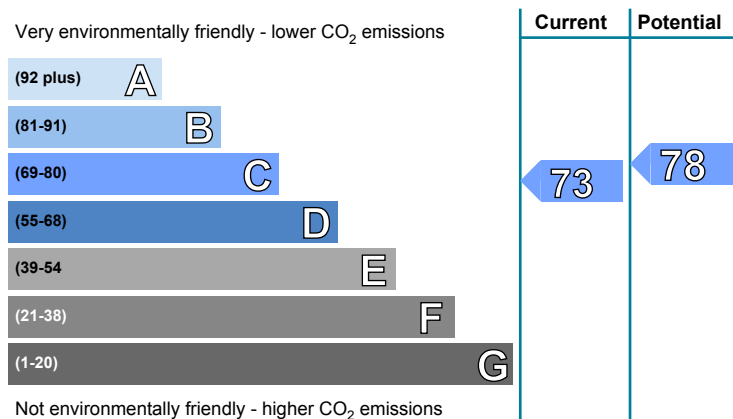 Current Potential
Very environmentally friendly - lower CO2 emissions
(92 plus) A
(81-91) B
(69-80) C
73 78
(55-68) D
(39-54 E
(21-38) F
(1-20) G
Not environmentally friendly - higher CO2 emissions